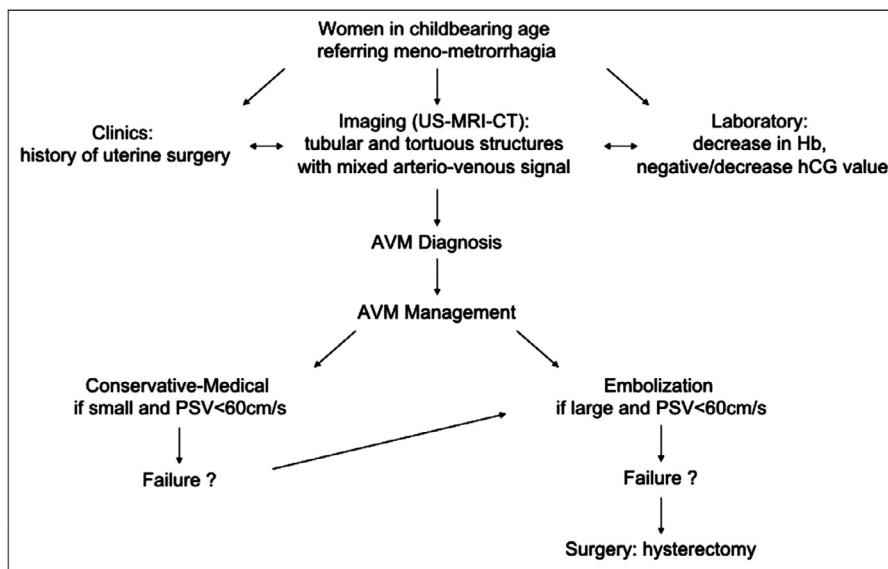 Women in childbearing age
referring meno-metrorrhagia
Clinics:
history of uterine surgery
Imaging (US-MRI-CT):
tubular and tortuous structures
with mixed arterio-venous signal
Laboratory:
decrease in Hb,
negative/decrease hCG value
AVM Diagnosis
AVM Management
Conservative-Medical
if small and PSV<60cm/s
Embolization
if large and PSV<60cm/s
Failure ?
Failure ?
Surgery: hysterectomy